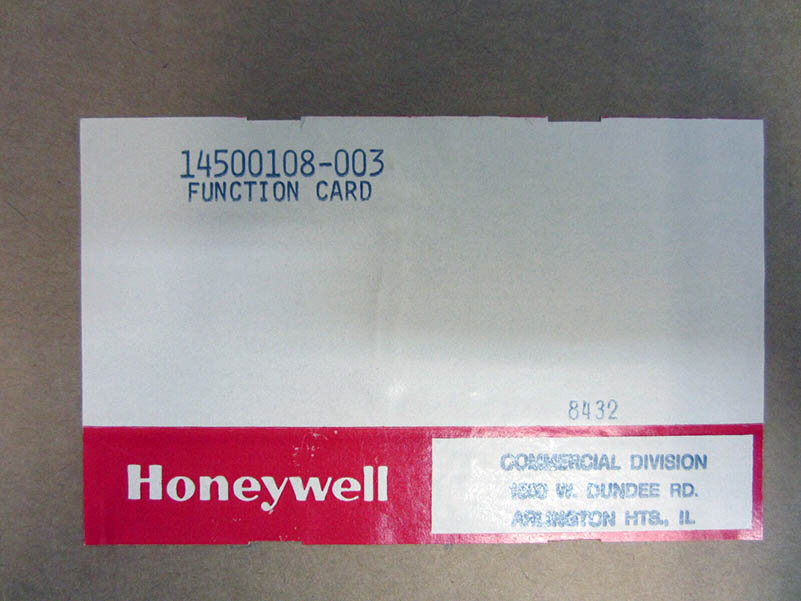 14500108-003
FUNCTION CARD
8432
Honeywell
COMMERCIAL DIVISION
1500 W. DUNDEE RD.
ARLINGTON HTS., IL